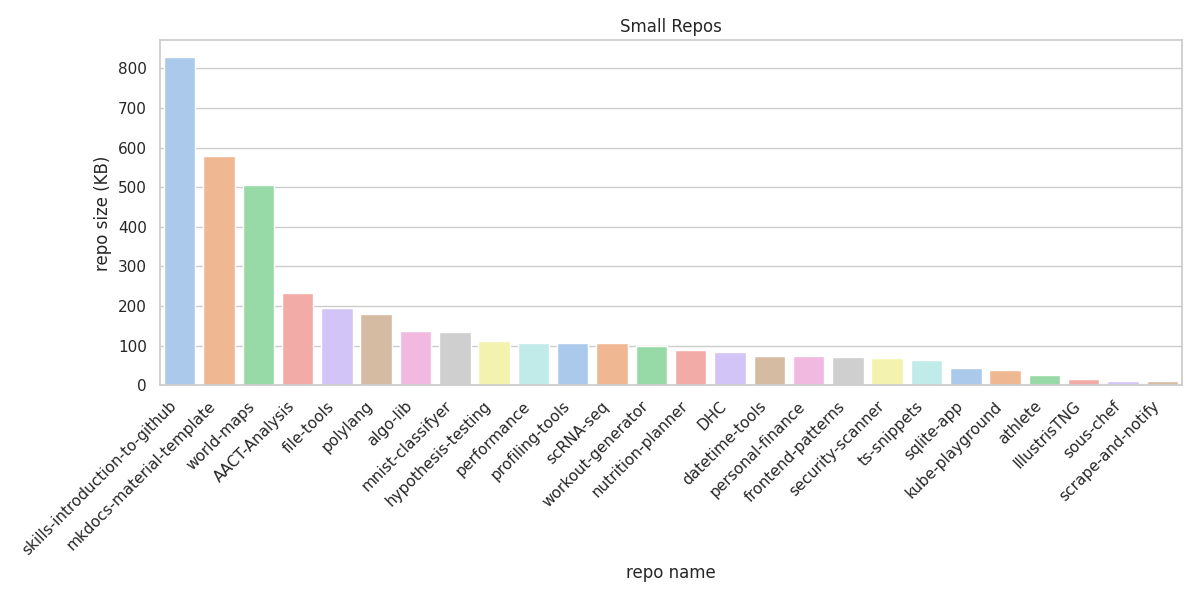 Small Repos
repo size (KB)
800
700
600
500
400
300
200
100
0
skills-introduction-to-github
mkdocs-material-template
world-maps
AACT-Analysis
file-tools
polylang
algo-lib
mnist-classifyer
hypothesis-testing
performance
profiling-tools
scRNA-seq
workout-generator
nutrition-planner
DHC
datetime-tools
personal-finance
frontend-patterns
security-scanner
ts-snippets
sqlite-app
kube-playground
athlete
IllustrisTNG
sous-chef
scrape-and-notify
repo name